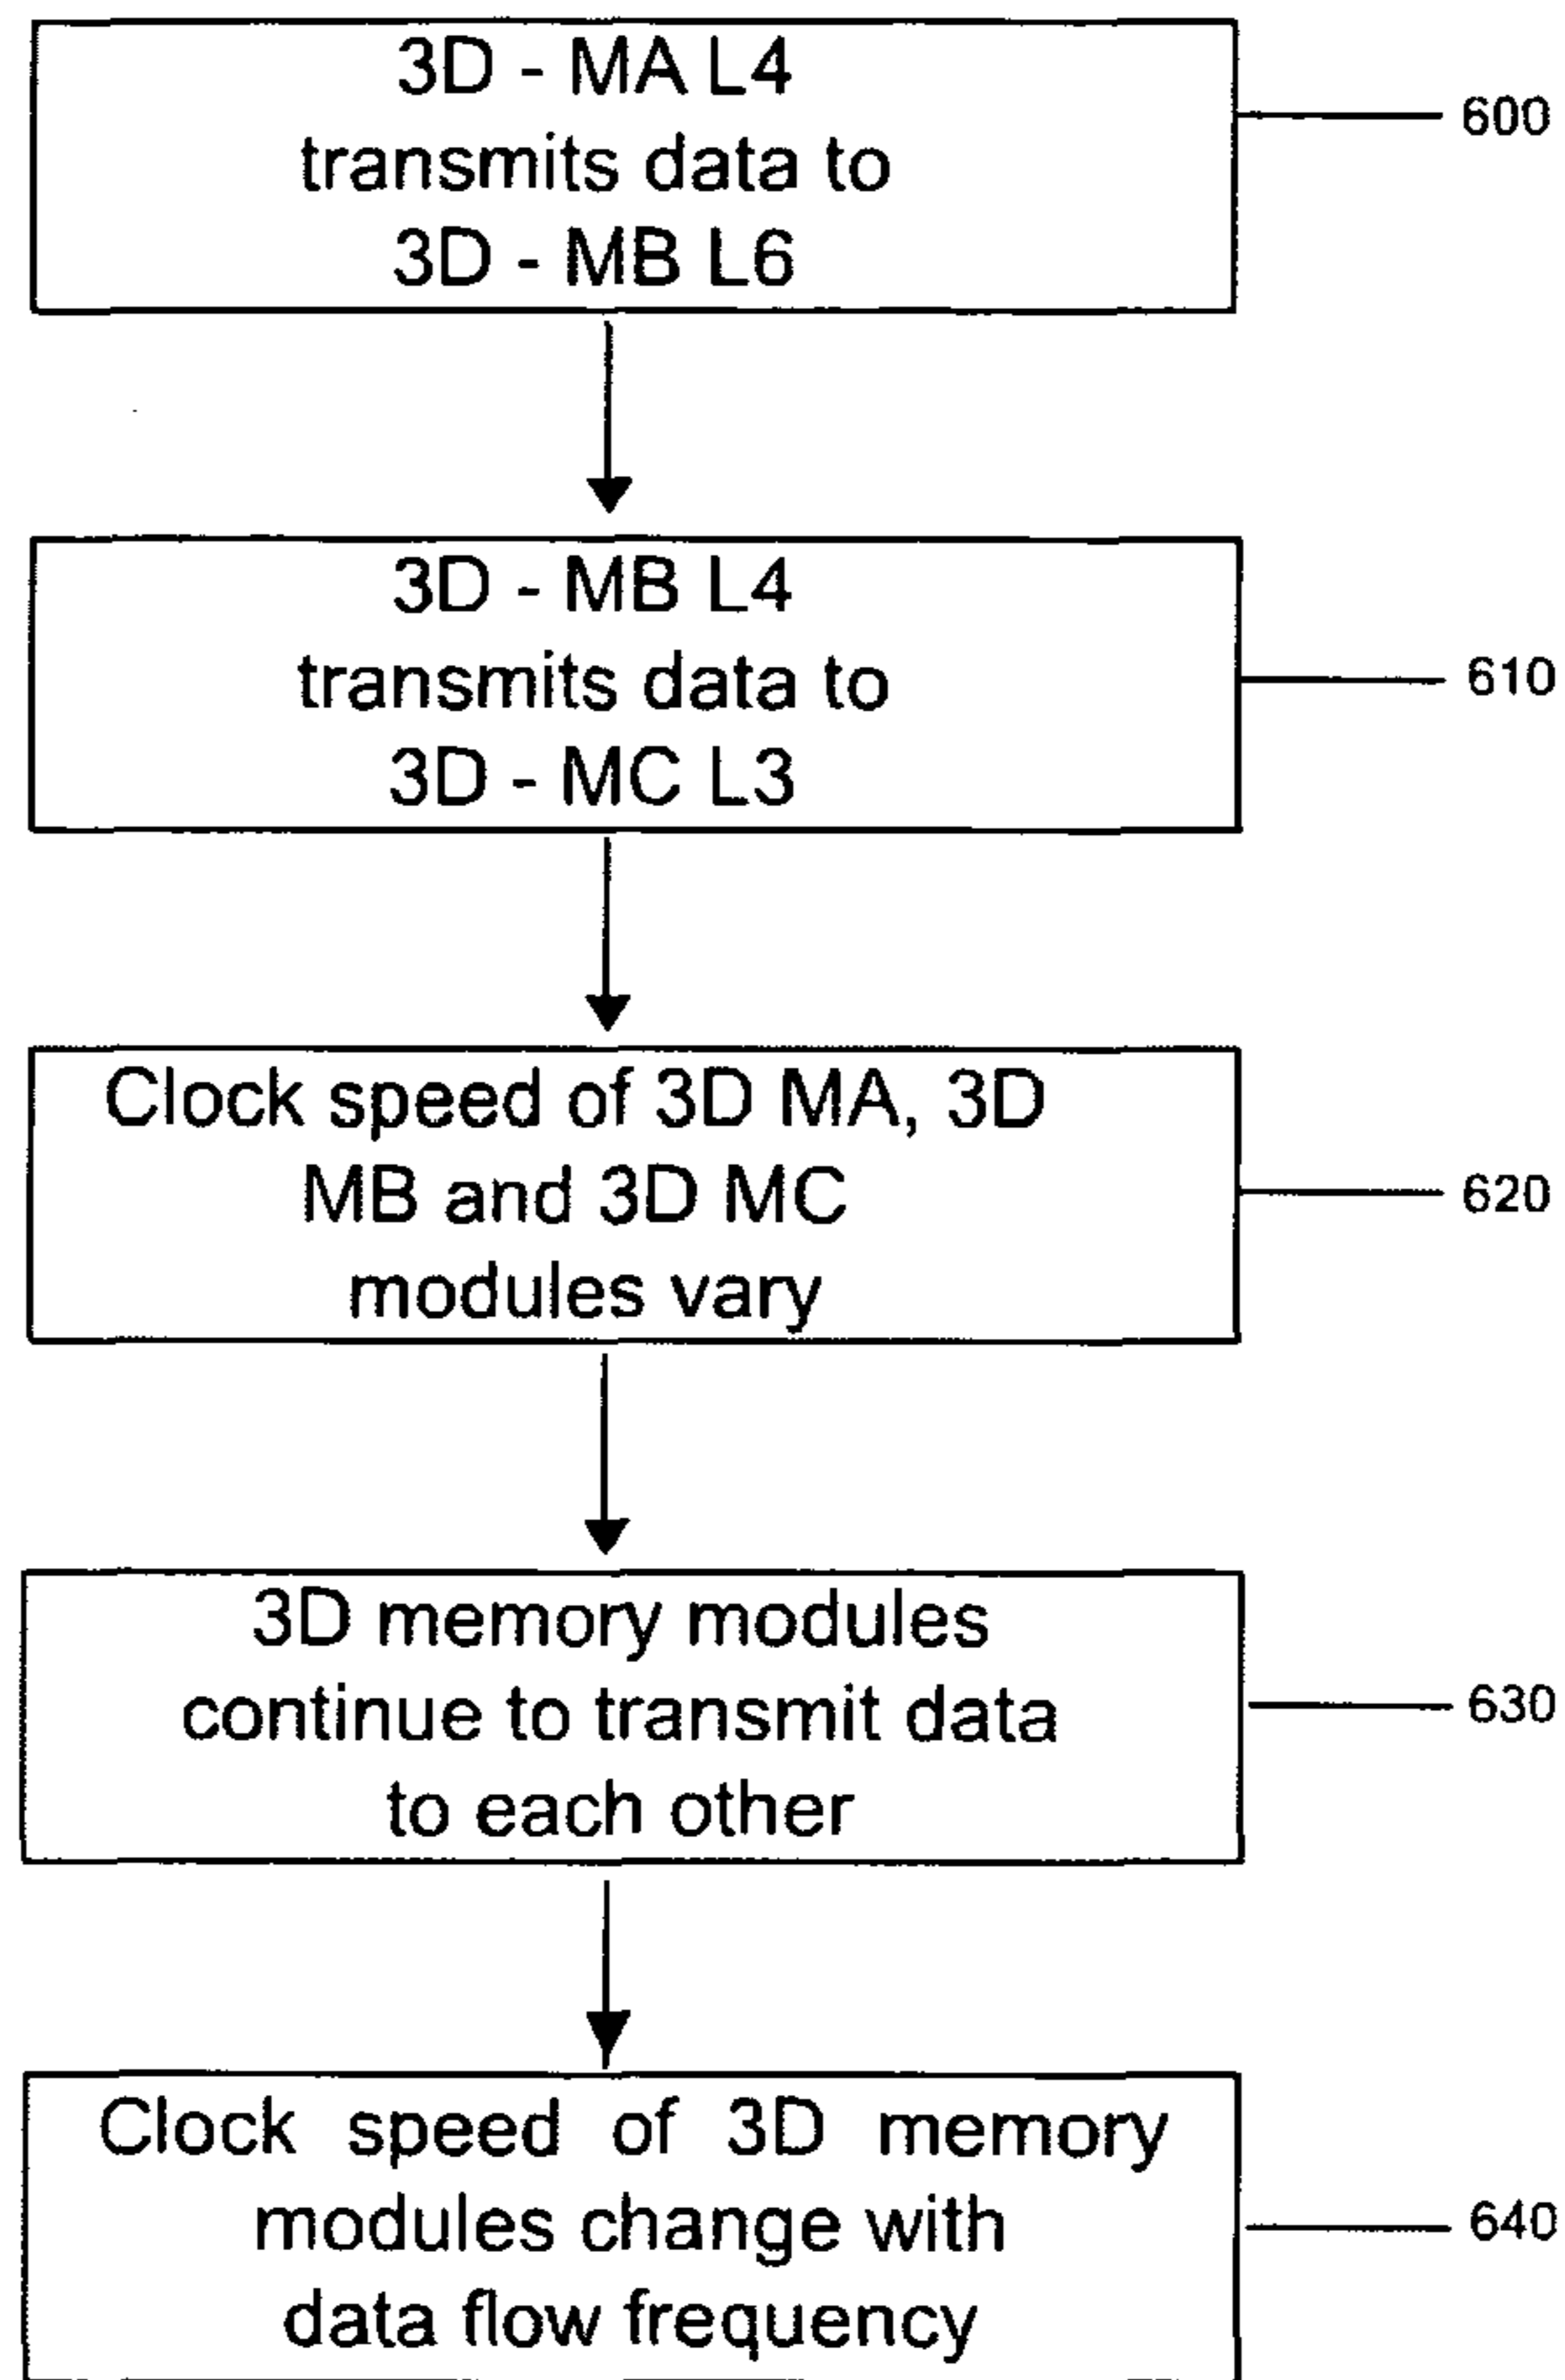 3D - MA L4
transmits data to
3D - MB L6
600
3D - MB L4
transmits data to
3D - MC L3
610
Clock speed of 3D MA, 3D
MB and 3D MC
modules vary
620
3D memory modules
continue to transmit data
to each other
630
Clock speed of 3D memory
modules change with
data flow frequency
640